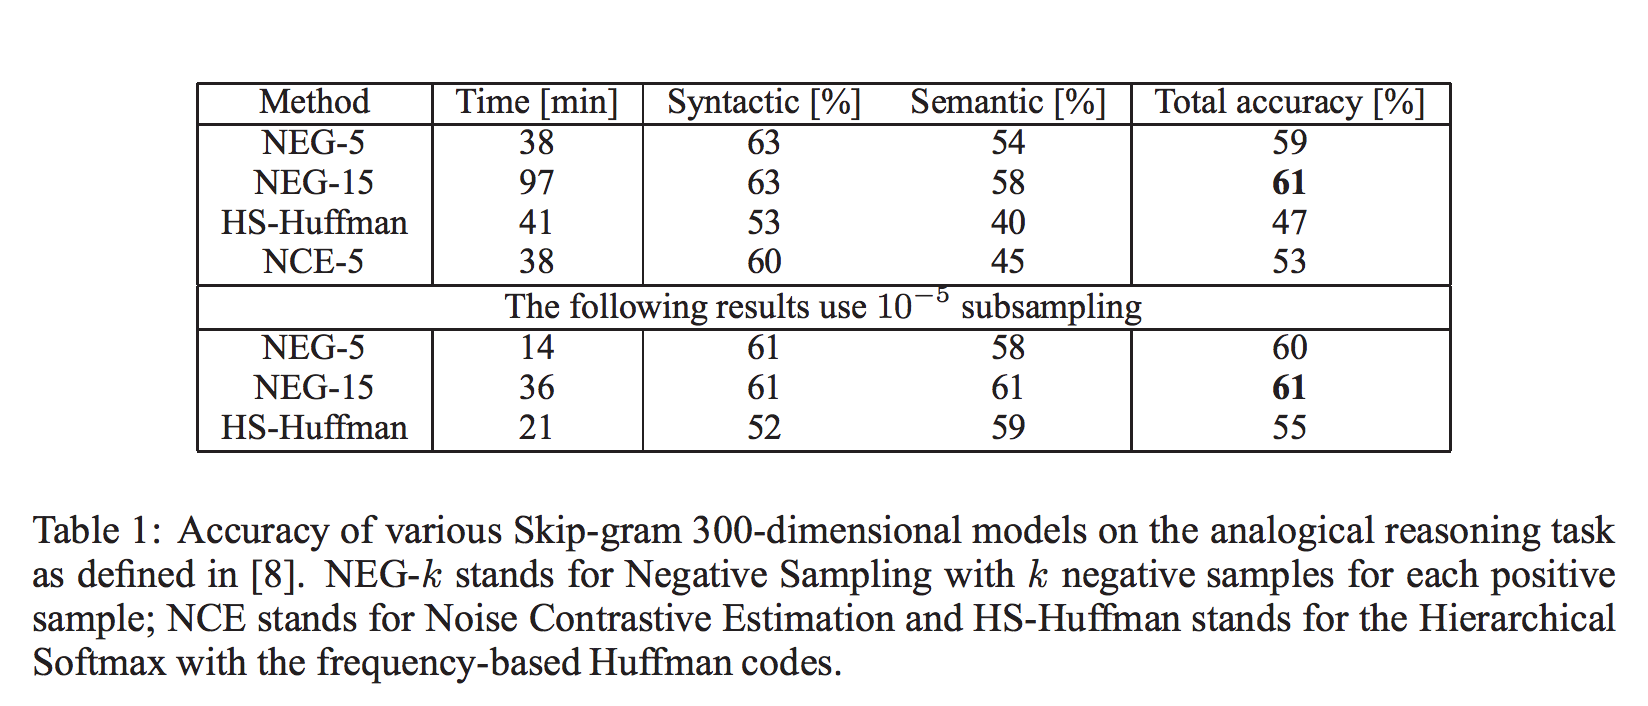 Method Time [min] Syntactic [%] Semantic [%] Total accuracy [%]
NEG-5 38 63 54 59
NEG-15 97 63 58 61
HS-Huffman 41 53 40 47
NCE-5 38 60 45 53
The following results use 10⁻⁵ subsampling
NEG-5 14 61 58 60
NEG-15 36 61 61 61
HS-Huffman 21 52 59 55
Table 1: Accuracy of various Skip-gram 300-dimensional models on the analogical reasoning task
as defined in [8]. NEG-k stands for Negative Sampling with k negative samples for each positive
sample; NCE stands for Noise Contrastive Estimation and HS-Huffman stands for the Hierarchical
Softmax with the frequency-based Huffman codes.